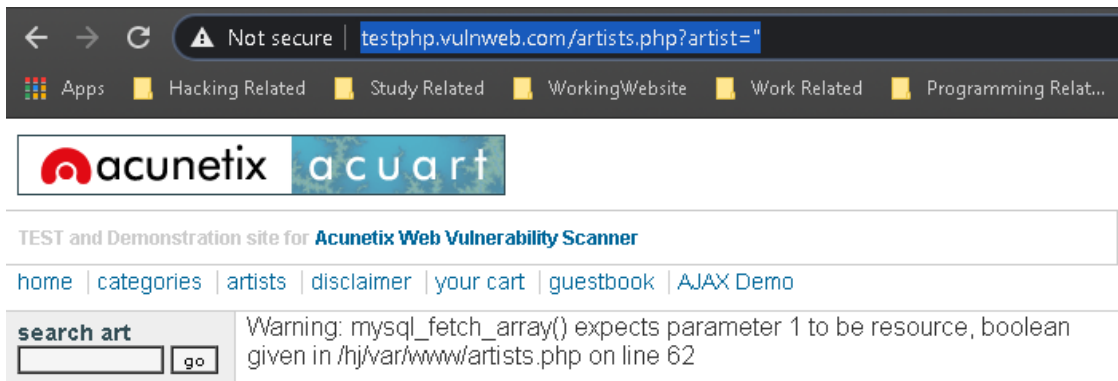 Not secure | testphp.vulnweb.com/artists.php?artist="
Apps Hacking Related Study Related WorkingWebsite Work Related Programming Relat...
acunetix acuart
TEST and Demonstration site for Acunetix Web Vulnerability Scanner
home | categories | artists | disclaimer | your cart | guestbook | AJAX Demo
search art
go
Warning: mysql_fetch_array() expects parameter 1 to be resource, boolean
given in /hj/var/www/artists.php on line 62